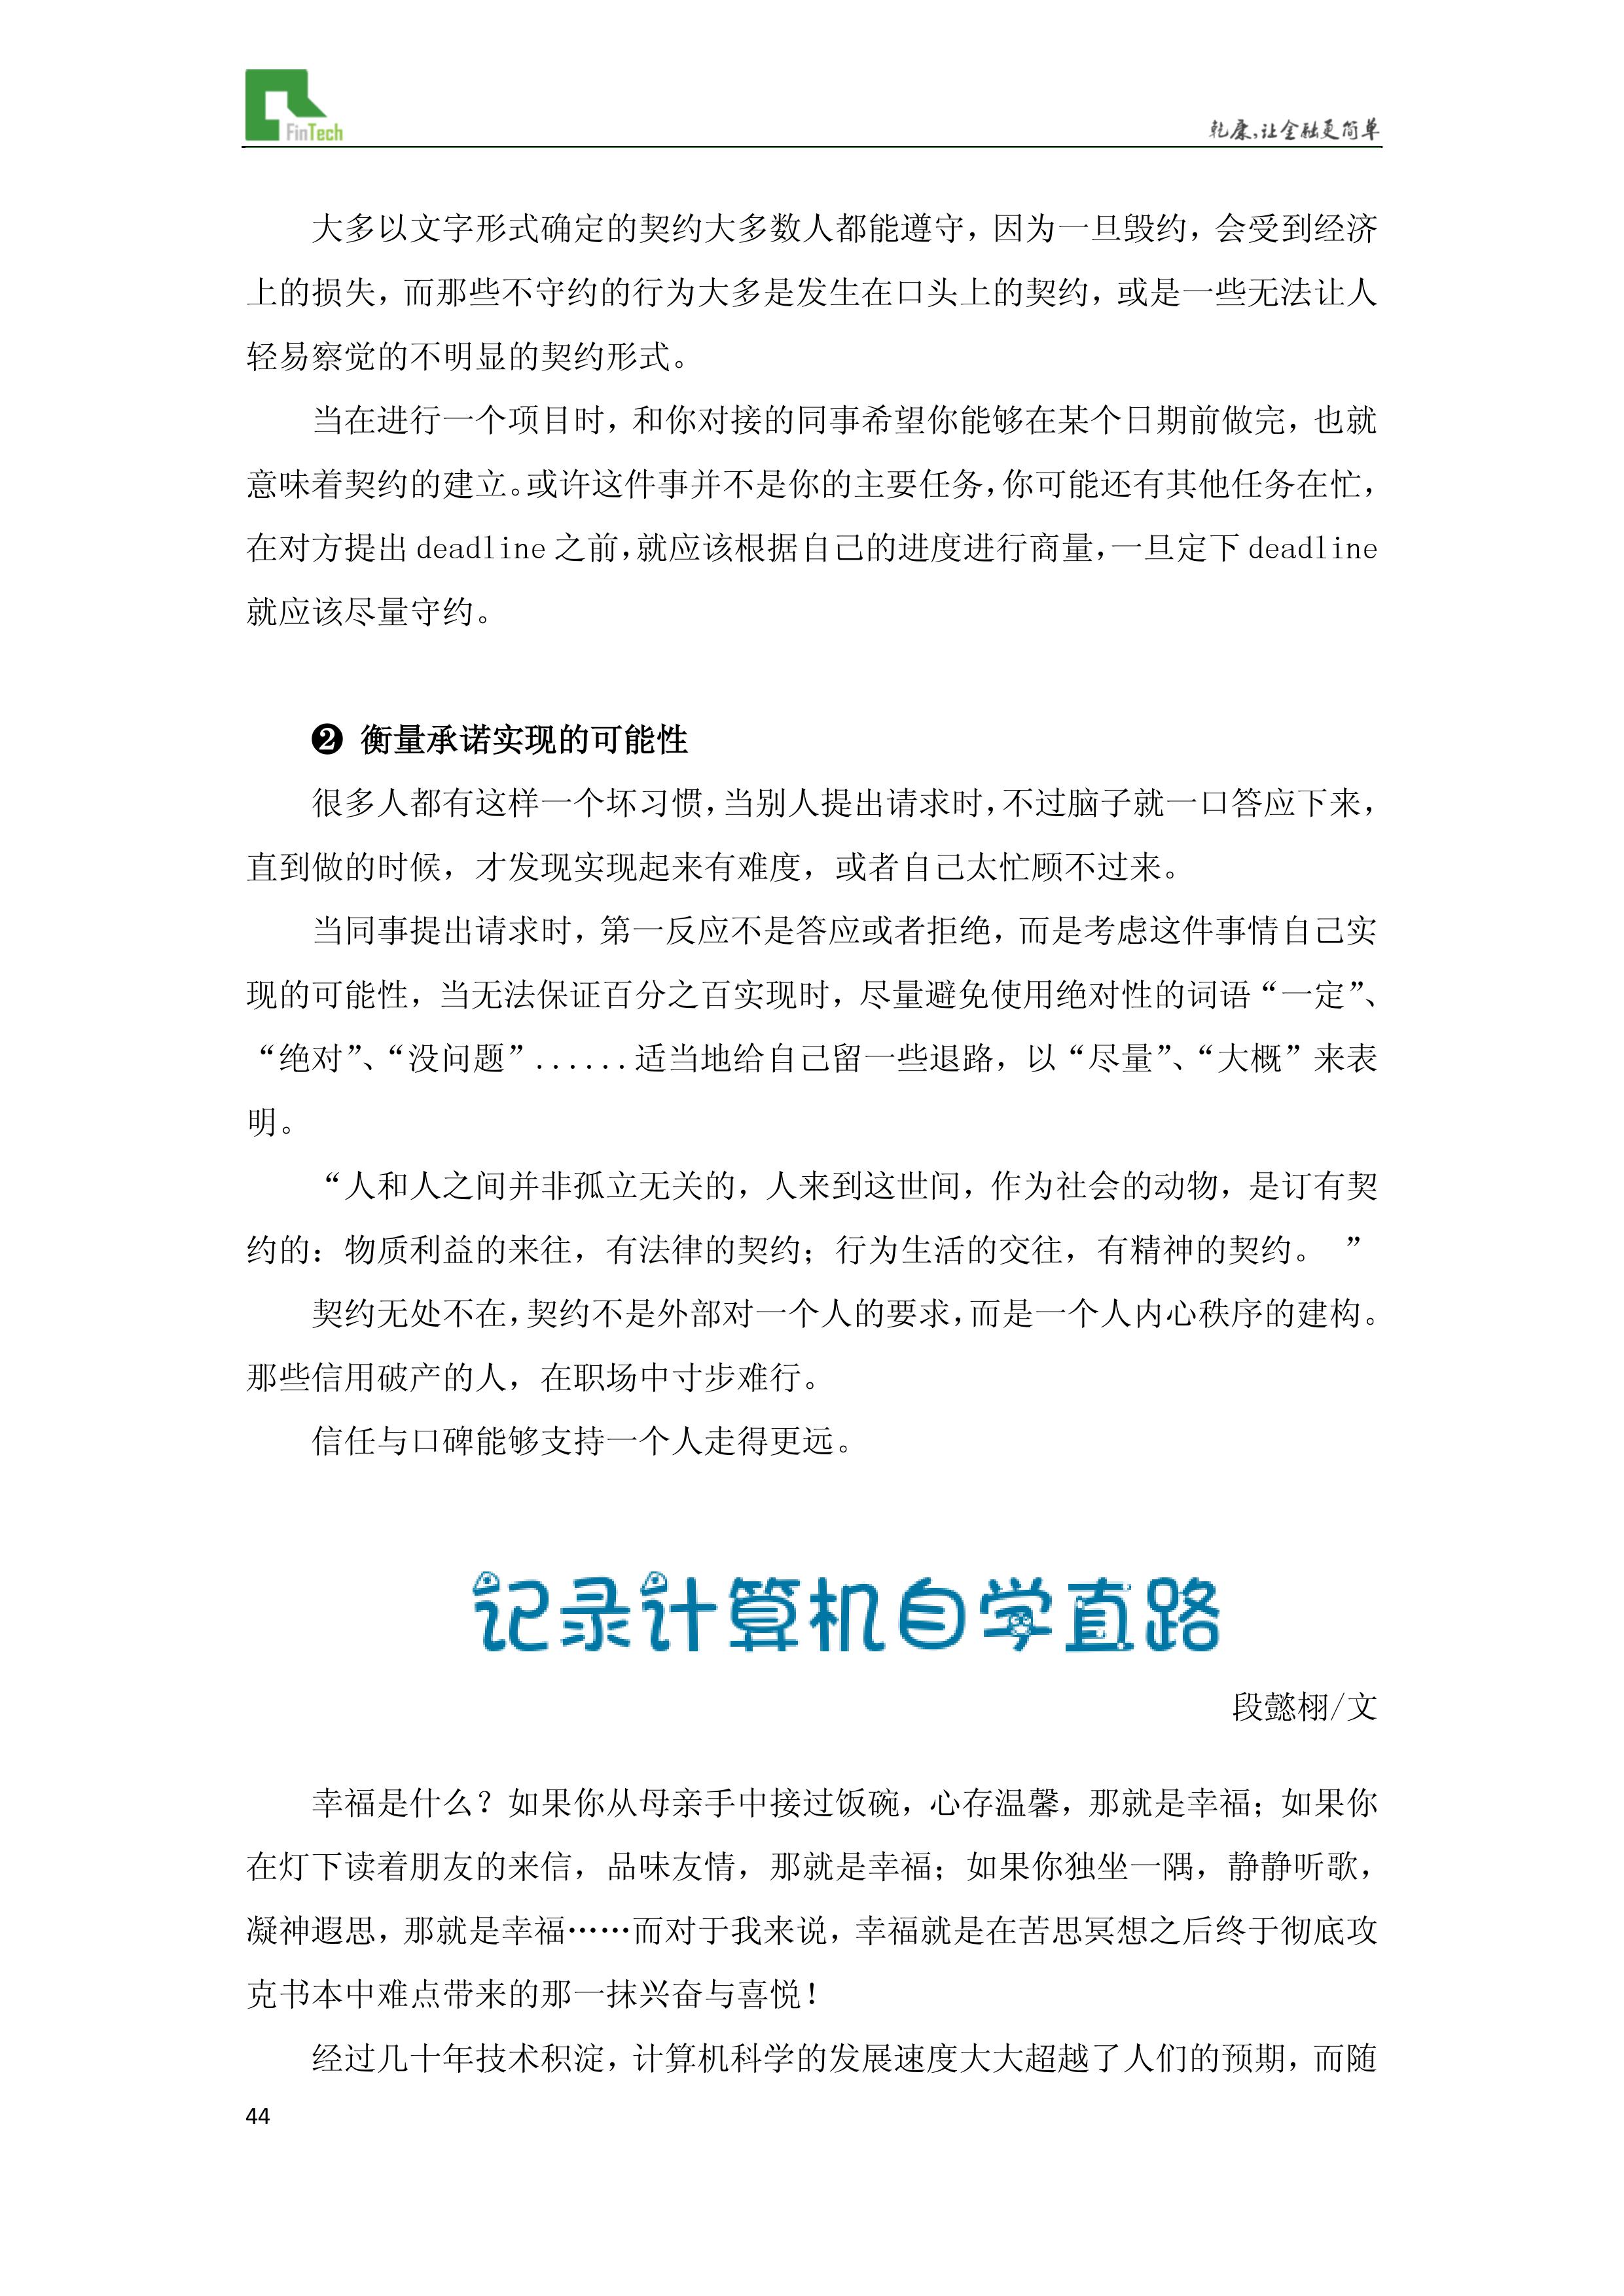 FinTech
乾康,让金融更简单
大多以文字形式确定的契约大多数人都能遵守，因为一旦毁约，会受到经济
上的损失，而那些不守约的行为大多是发生在口头上的契约，或是一些无法让人
轻易察觉的不明显的契约形式。
当在进行一个项目时，和你对接的同事希望你能够在某个日期前做完，也就
意味着契约的建立。或许这件事并不是你的主要任务，你可能还有其他任务在忙，
在对方提出 deadline 之前，就应该根据自己的进度进行商量，一旦定下 deadline
就应该尽量守约。
❷ 衡量承诺实现的可能性
很多人都有这样一个坏习惯，当别人提出请求时，不过脑子就一口答应下来，
直到做的时候，才发现实现起来有难度，或者自己太忙顾不过来。
当同事提出请求时，第一反应不是答应或者拒绝，而是考虑这件事情自己实
现的可能性，当无法保证百分之百实现时，尽量避免使用绝对性的词语“一定”、
“绝对”、“没问题”......适当地给自己留一些退路，以“尽量”、“大概”来表
明。
“人和人之间并非孤立无关的，人来到这世间，作为社会的动物，是订有契
约的：物质利益的来往，有法律的契约；行为生活的交往，有精神的契约。 ”
契约无处不在，契约不是外部对一个人的要求，而是一个人内心秩序的建构。
那些信用破产的人，在职场中寸步难行。
信任与口碑能够支持一个人走得更远。
记录计算机自学直路
段懿栩/文
幸福是什么？如果你从母亲手中接过饭碗，心存温馨，那就是幸福；如果你
在灯下读着朋友的来信，品味友情，那就是幸福；如果你独坐一隅，静静听歌，
凝神遐思，那就是幸福……而对于我来说，幸福就是在苦思冥想之后终于彻底攻
克书本中难点带来的那一抹兴奋与喜悦！
经过几十年技术积淀，计算机科学的发展速度大大超越了人们的预期，而随
44